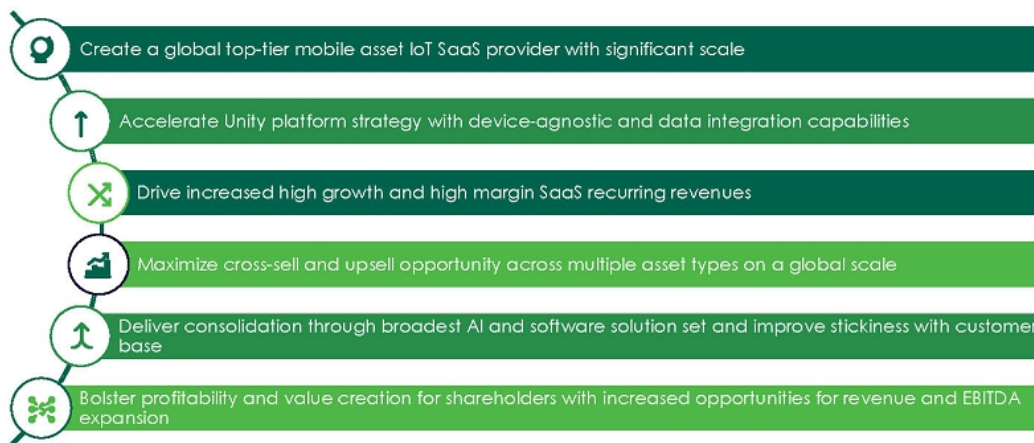 Create a global top-tier mobile asset IoT SaaS provider with significant scale
Accelerate Unity platform strategy with device-agnostic and data integration capabilities
Drive increased high growth and high margin SaaS recurring revenues
Maximize cross-sell and upsell opportunity across multiple asset types on a global scale
Deliver consolidation through broadest AI and software solution set and improve stickiness with customer
base
Bolster profitability and value creation for shareholders with increased opportunities for revenue and EBITDA
expansion